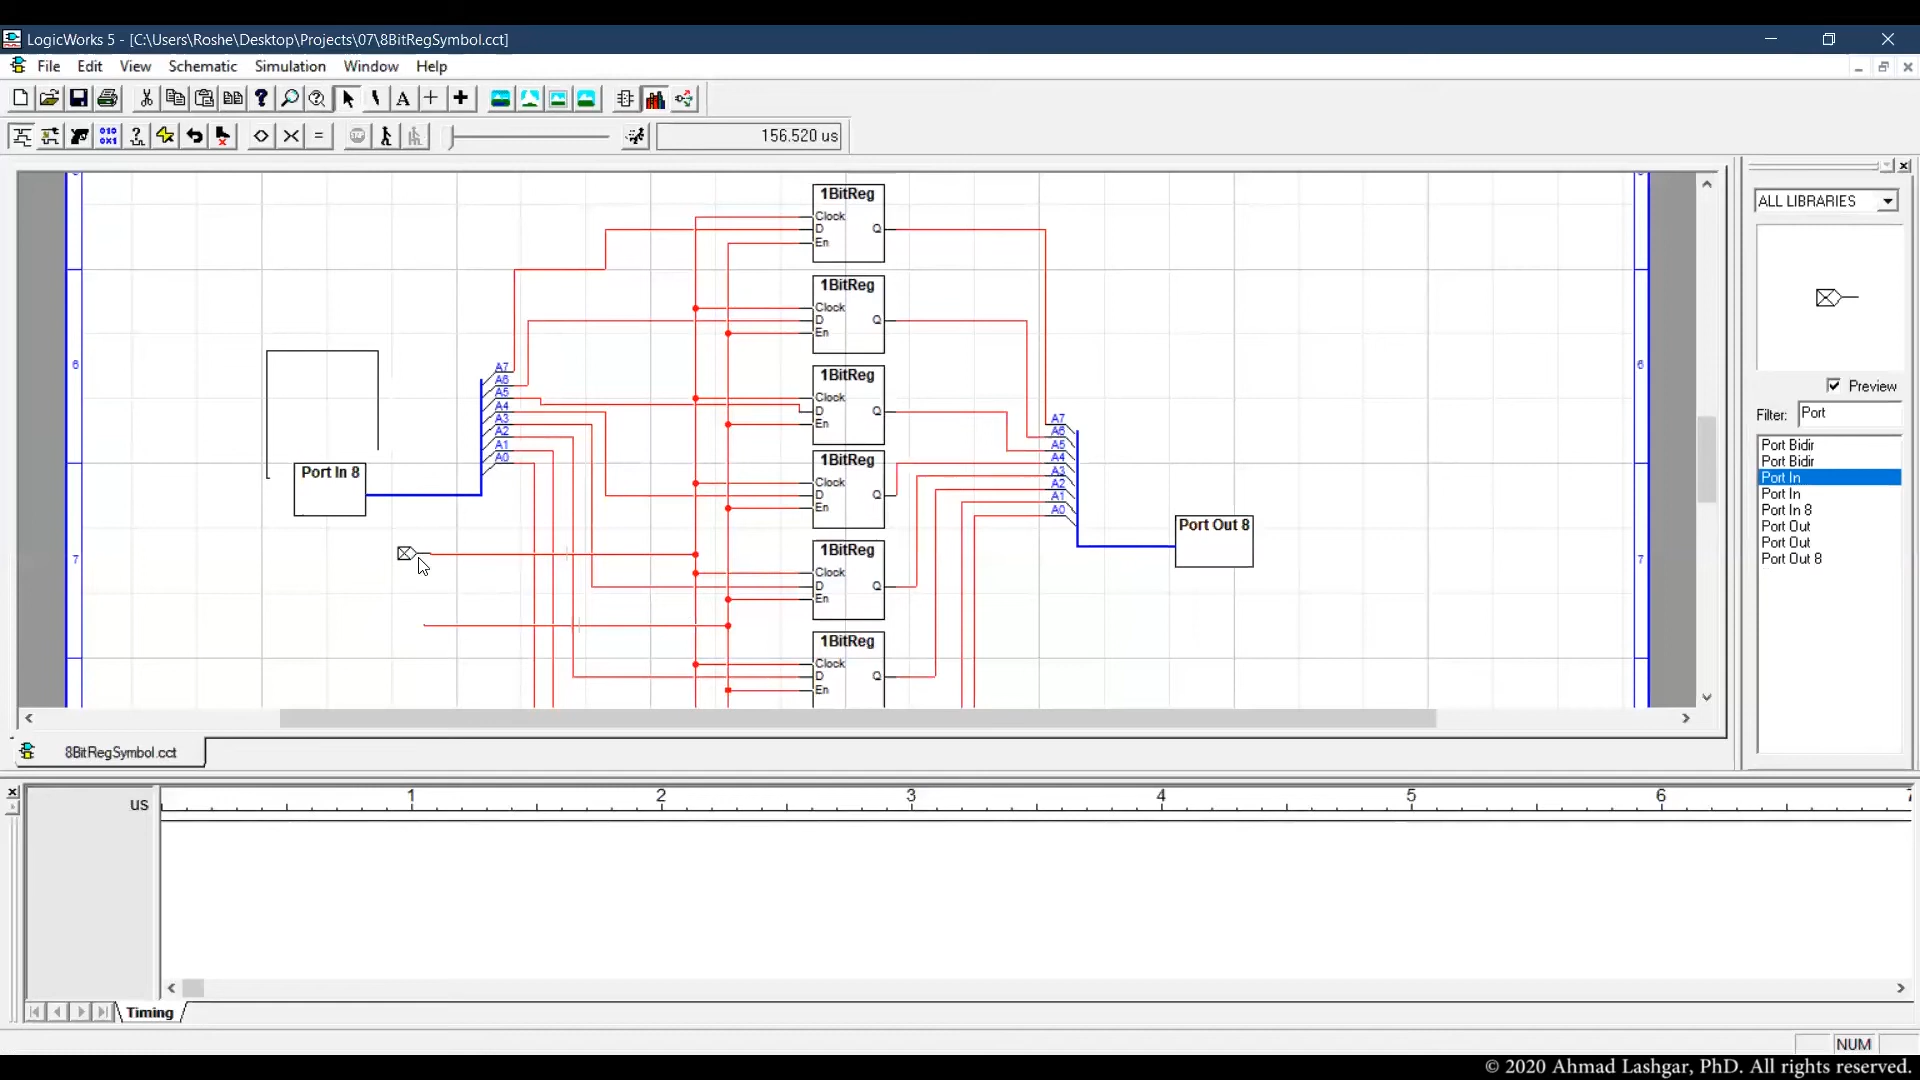 LogicWorks 5 - [C:\Users\Roshe\Desktop\Projects\07\8BitRegSymbol.cct]
File Edit View Schematic Simulation Window Help
156.520 us
1BitReg
Clock
D
En
Q
1BitReg
Clock
D
En
Q
1BitReg
Clock
D
En
Q
1BitReg
Clock
D
En
Q
1BitReg
Clock
D
En
Q
1BitReg
Clock
D
En
Q
6
7
A7
A6
A5
A4
A3
A2
A1
A0
Port In 8
A7
A6
A5
A4
A3
A2
A1
A0
Port Out 8
6
7
ALL LIBRARIES
Preview
Filter: Port
Port Bidir
Port Bidir
Port In
Port In
Port In 8
Port Out
Port Out
Port Out 8
8BitRegSymbol.cct
us 1 2 3 4 5 6
Timing
NUM
© 2020 Ahmad Lashgar, PhD. All rights reserved.